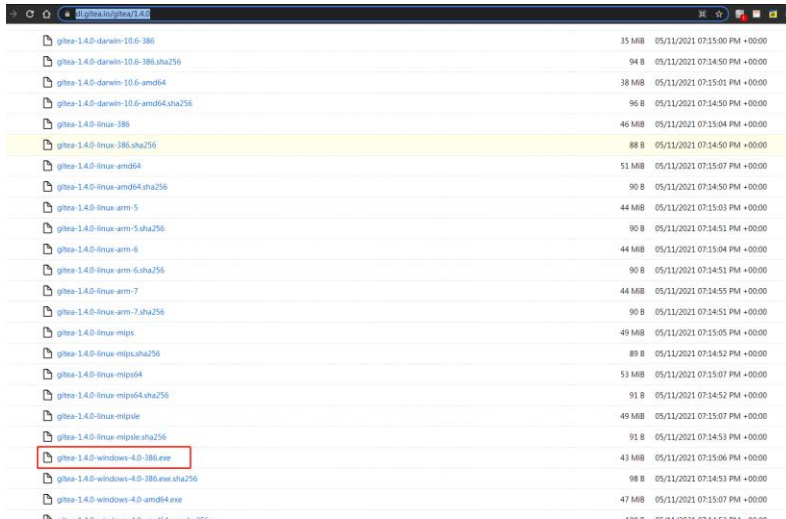 dl.gitea.io/gitea/1.4.0
gitea-1.4.0-darwin-10.6-386 35 MiB 05/11/2021 07:15:00 PM +00:00
gitea-1.4.0-darwin-10.6-386.sha256 94 B 05/11/2021 07:14:50 PM +00:00
gitea-1.4.0-darwin-10.6-amd64 38 MiB 05/11/2021 07:15:01 PM +00:00
gitea-1.4.0-darwin-10.6-amd64.sha256 96 B 05/11/2021 07:14:50 PM +00:00
gitea-1.4.0-linux-386 46 MiB 05/11/2021 07:15:04 PM +00:00
gitea-1.4.0-linux-386.sha256 88 B 05/11/2021 07:14:50 PM +00:00
gitea-1.4.0-linux-amd64 51 MiB 05/11/2021 07:15:07 PM +00:00
gitea-1.4.0-linux-amd64.sha256 90 B 05/11/2021 07:14:50 PM +00:00
gitea-1.4.0-linux-arm-5 44 MiB 05/11/2021 07:15:03 PM +00:00
gitea-1.4.0-linux-arm-5.sha256 90 B 05/11/2021 07:14:51 PM +00:00
gitea-1.4.0-linux-arm-6 44 MiB 05/11/2021 07:15:04 PM +00:00
gitea-1.4.0-linux-arm-6.sha256 90 B 05/11/2021 07:14:51 PM +00:00
gitea-1.4.0-linux-arm-7 44 MiB 05/11/2021 07:14:55 PM +00:00
gitea-1.4.0-linux-arm-7.sha256 90 B 05/11/2021 07:14:51 PM +00:00
gitea-1.4.0-linux-mips 49 MiB 05/11/2021 07:15:05 PM +00:00
gitea-1.4.0-linux-mips.sha256 89 B 05/11/2021 07:14:52 PM +00:00
gitea-1.4.0-linux-mips64 53 MiB 05/11/2021 07:15:07 PM +00:00
gitea-1.4.0-linux-mips64.sha256 91 B 05/11/2021 07:14:52 PM +00:00
gitea-1.4.0-linux-mipsle 49 MiB 05/11/2021 07:15:07 PM +00:00
gitea-1.4.0-linux-mipsle.sha256 91 B 05/11/2021 07:14:53 PM +00:00
gitea-1.4.0-windows-4.0-386.exe 43 MiB 05/11/2021 07:15:06 PM +00:00
gitea-1.4.0-windows-4.0-386.exe.sha256 98 B 05/11/2021 07:14:53 PM +00:00
gitea-1.4.0-windows-4.0-amd64.exe 47 MiB 05/11/2021 07:15:07 PM +00:00